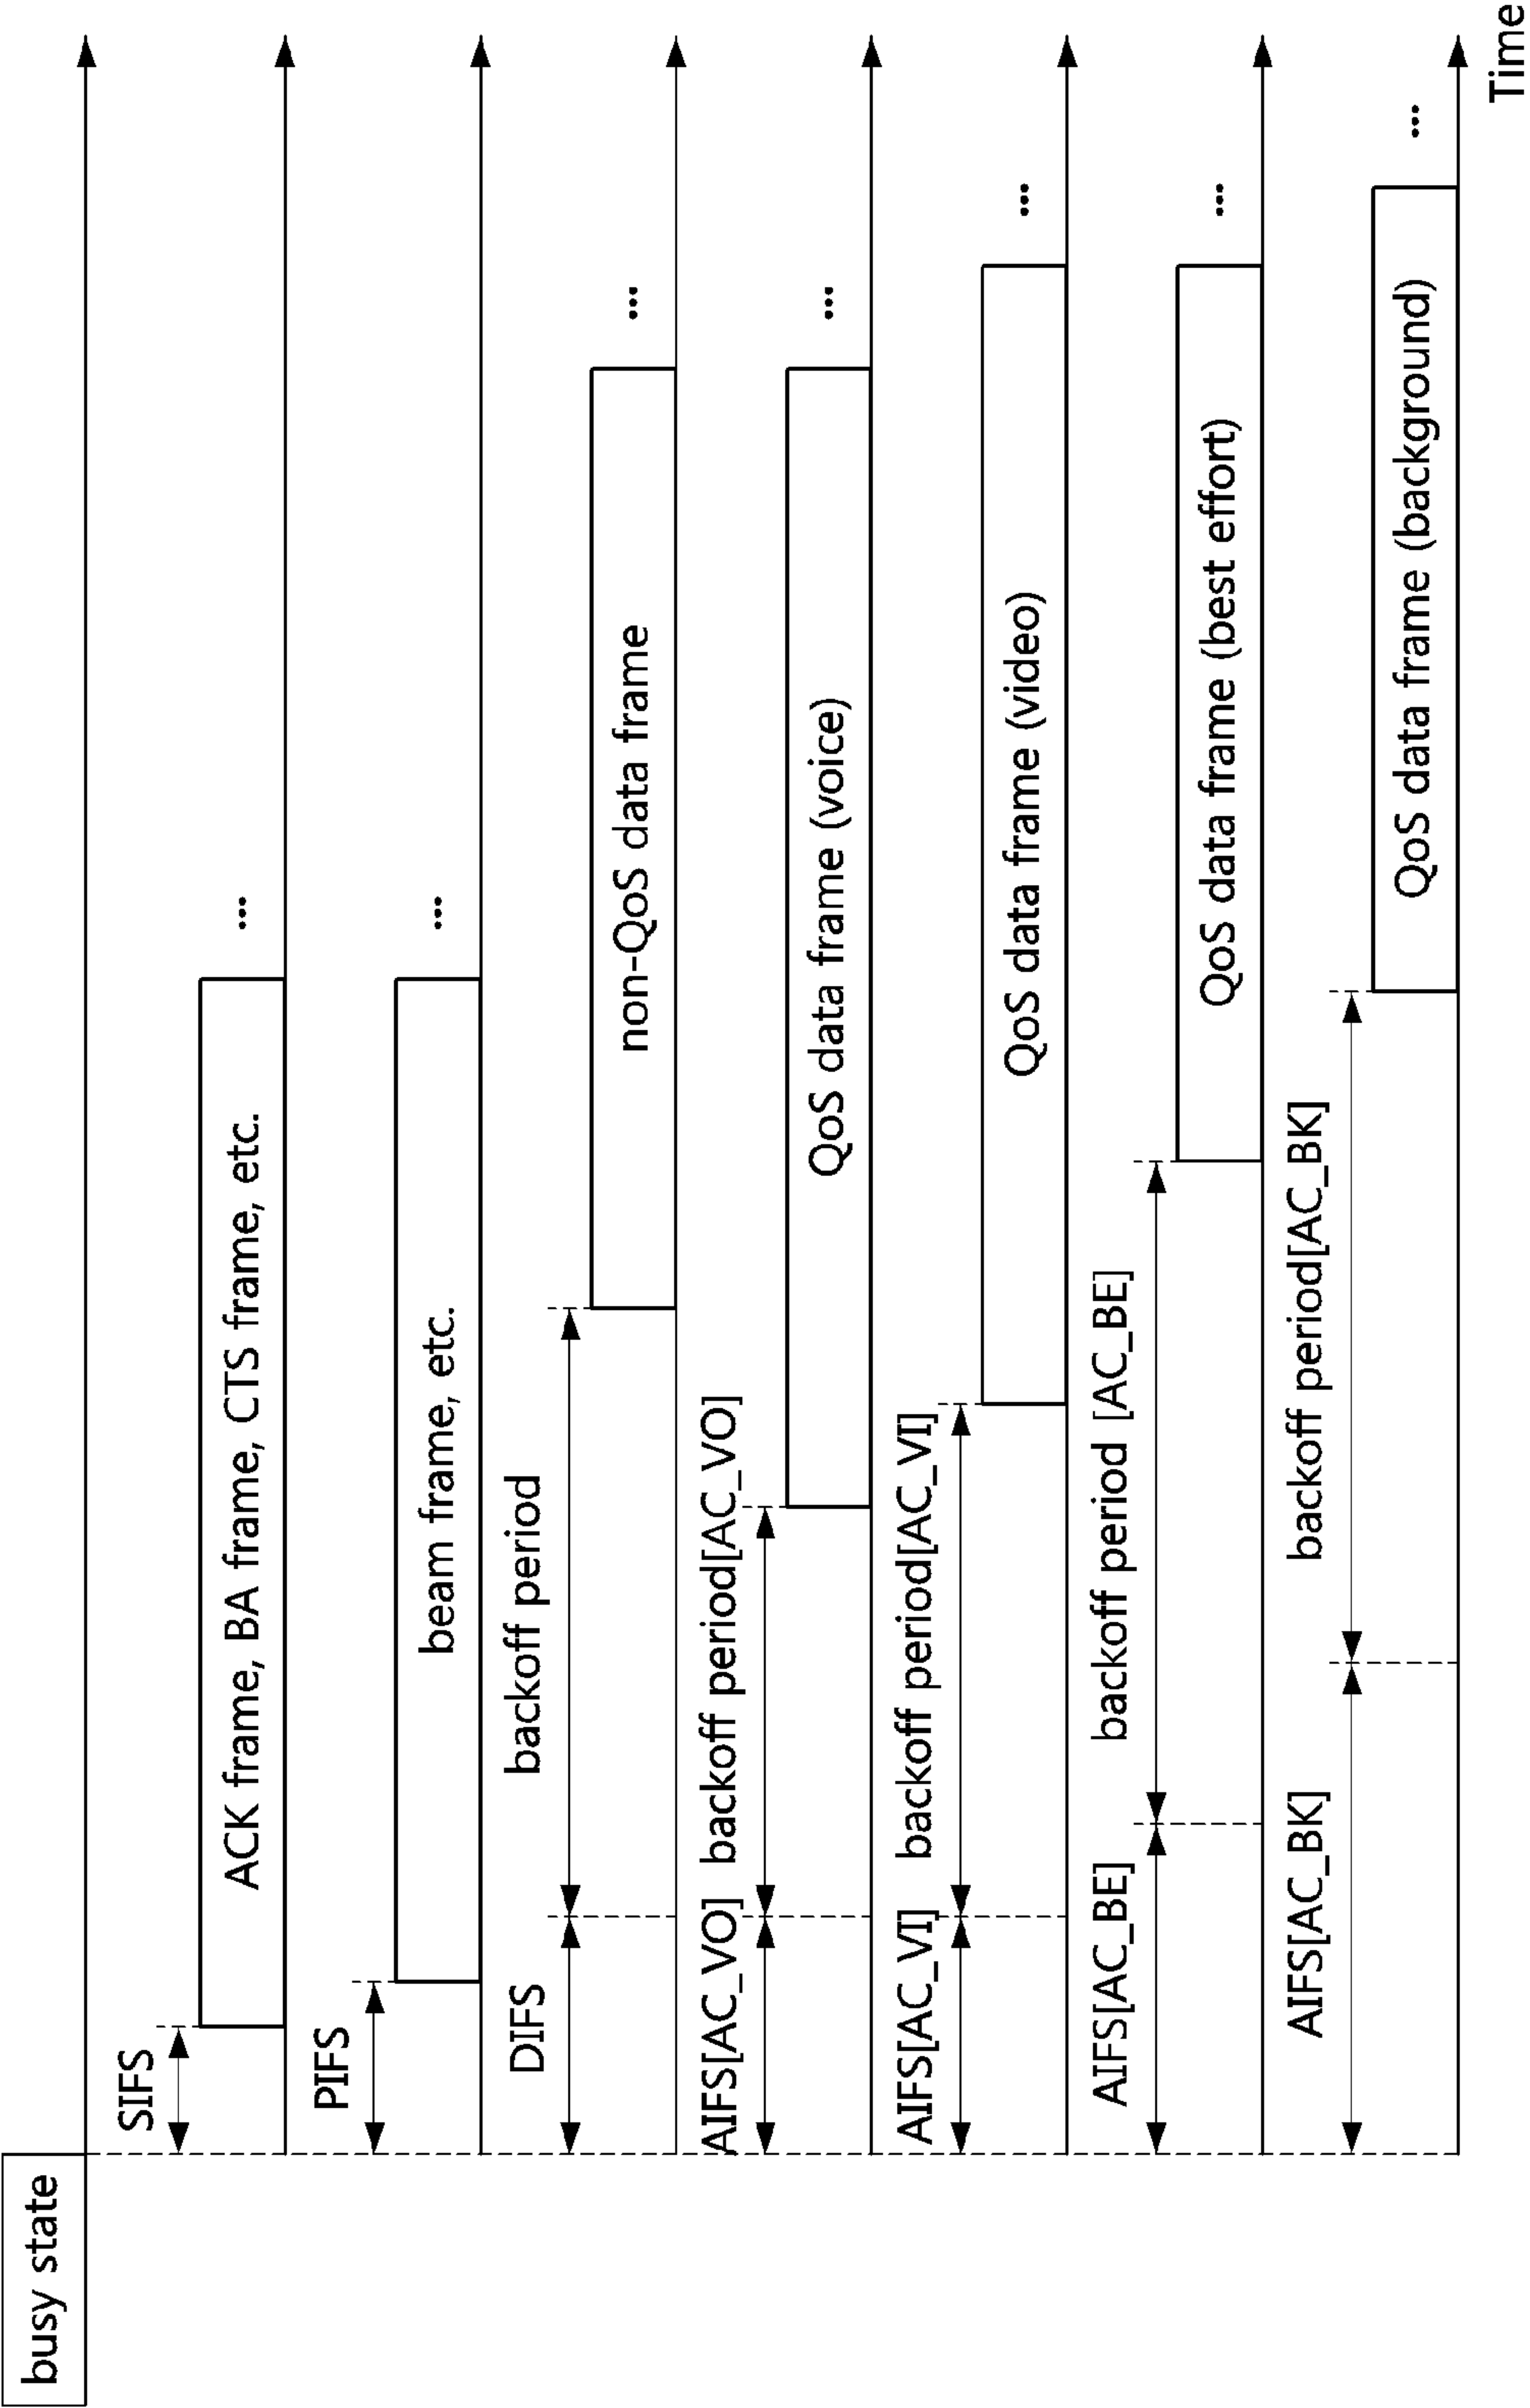 busy state
SIFS
ACK frame, BA frame, CTS frame, etc.
...
PIFS
beam frame, etc.
...
DIFS
backoff period
non-QoS data frame
...
AIFS[AC_VO]
backoff period[AC_VO]
QoS data frame (voice)
...
AIFS[AC_VI]
backoff period[AC_VI]
QoS data frame (video)
...
AIFS[AC_BE]
backoff period [AC_BE]
QoS data frame (best effort)
...
AIFS[AC_BK]
backoff period[AC_BK]
QoS data frame (background)
...
Time